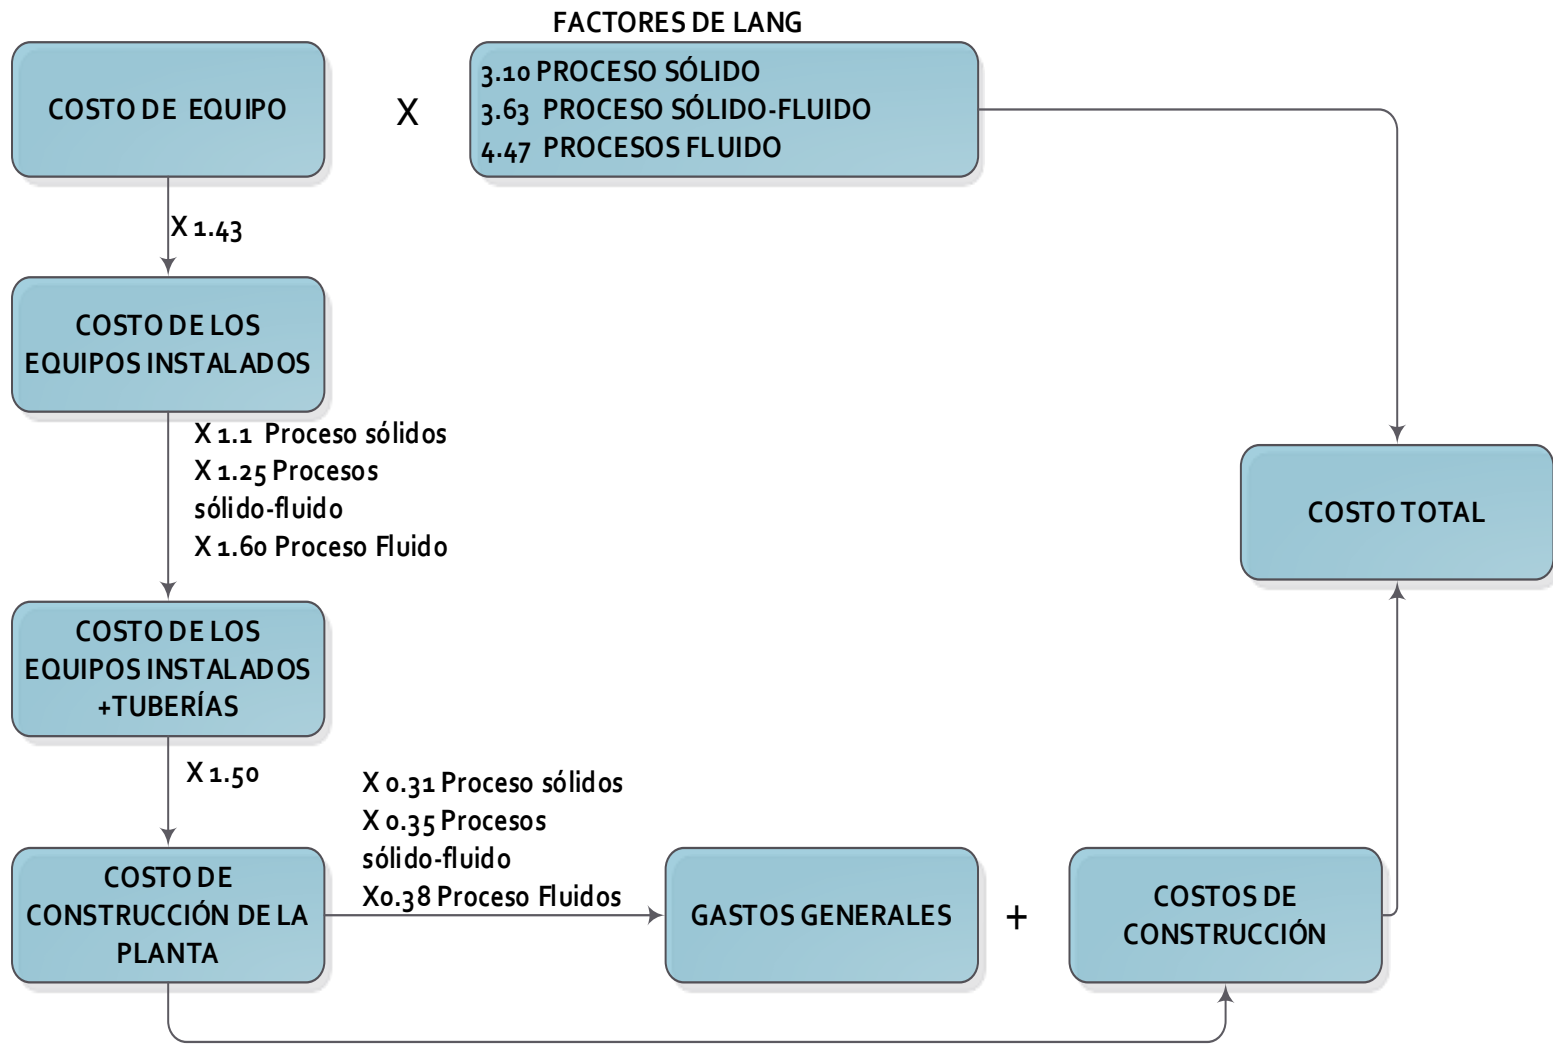 FACTORES DE LANG
COSTO DE EQUIPO
X
3.10 PROCESO SÓLIDO
3.63 PROCESO SÓLIDO-FLUIDO
4.47 PROCESOS FLUIDO
X 1.43
COSTO DE LOS
EQUIPOS INSTALADOS
X 1.1 Proceso sólidos
X 1.25 Procesos
sólido-fluido
X 1.60 Proceso Fluido
COSTO TOTAL
COSTO DE LOS
EQUIPOS INSTALADOS
+TUBERÍAS
X 1.50
X 0.31 Proceso sólidos
X 0.35 Procesos
sólido-fluido
X0.38 Proceso Fluidos
COSTO DE
CONSTRUCCIÓN DE LA
PLANTA
GASTOS GENERALES
+
COSTOS DE
CONSTRUCCIÓN